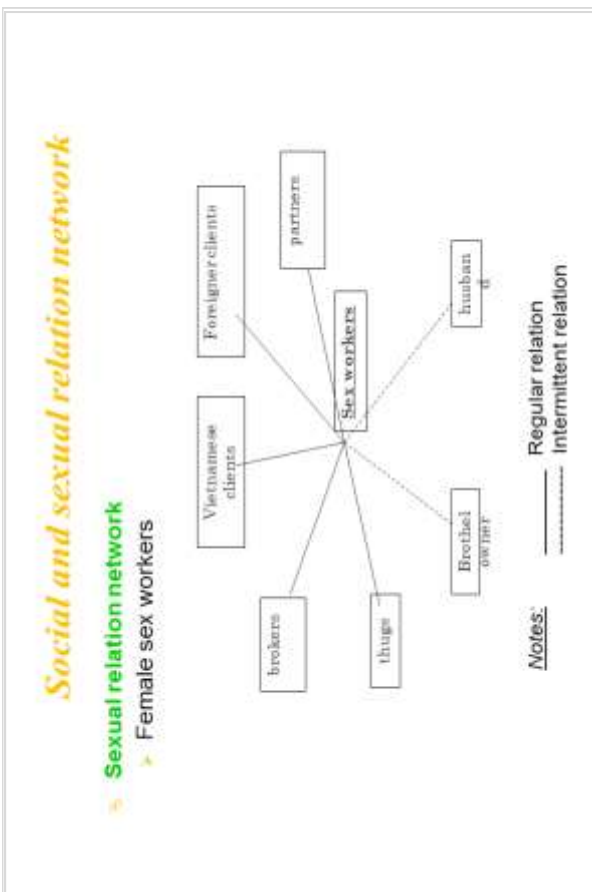 Social and sexual relation network
Sexual relation network
Female sex workers
Foreigner clients
Vietnamese
clients
partners
brokers
Sex workers
thugs
Brothel
owner
husban
d
Notes:
Regular relation
Intermittent relation